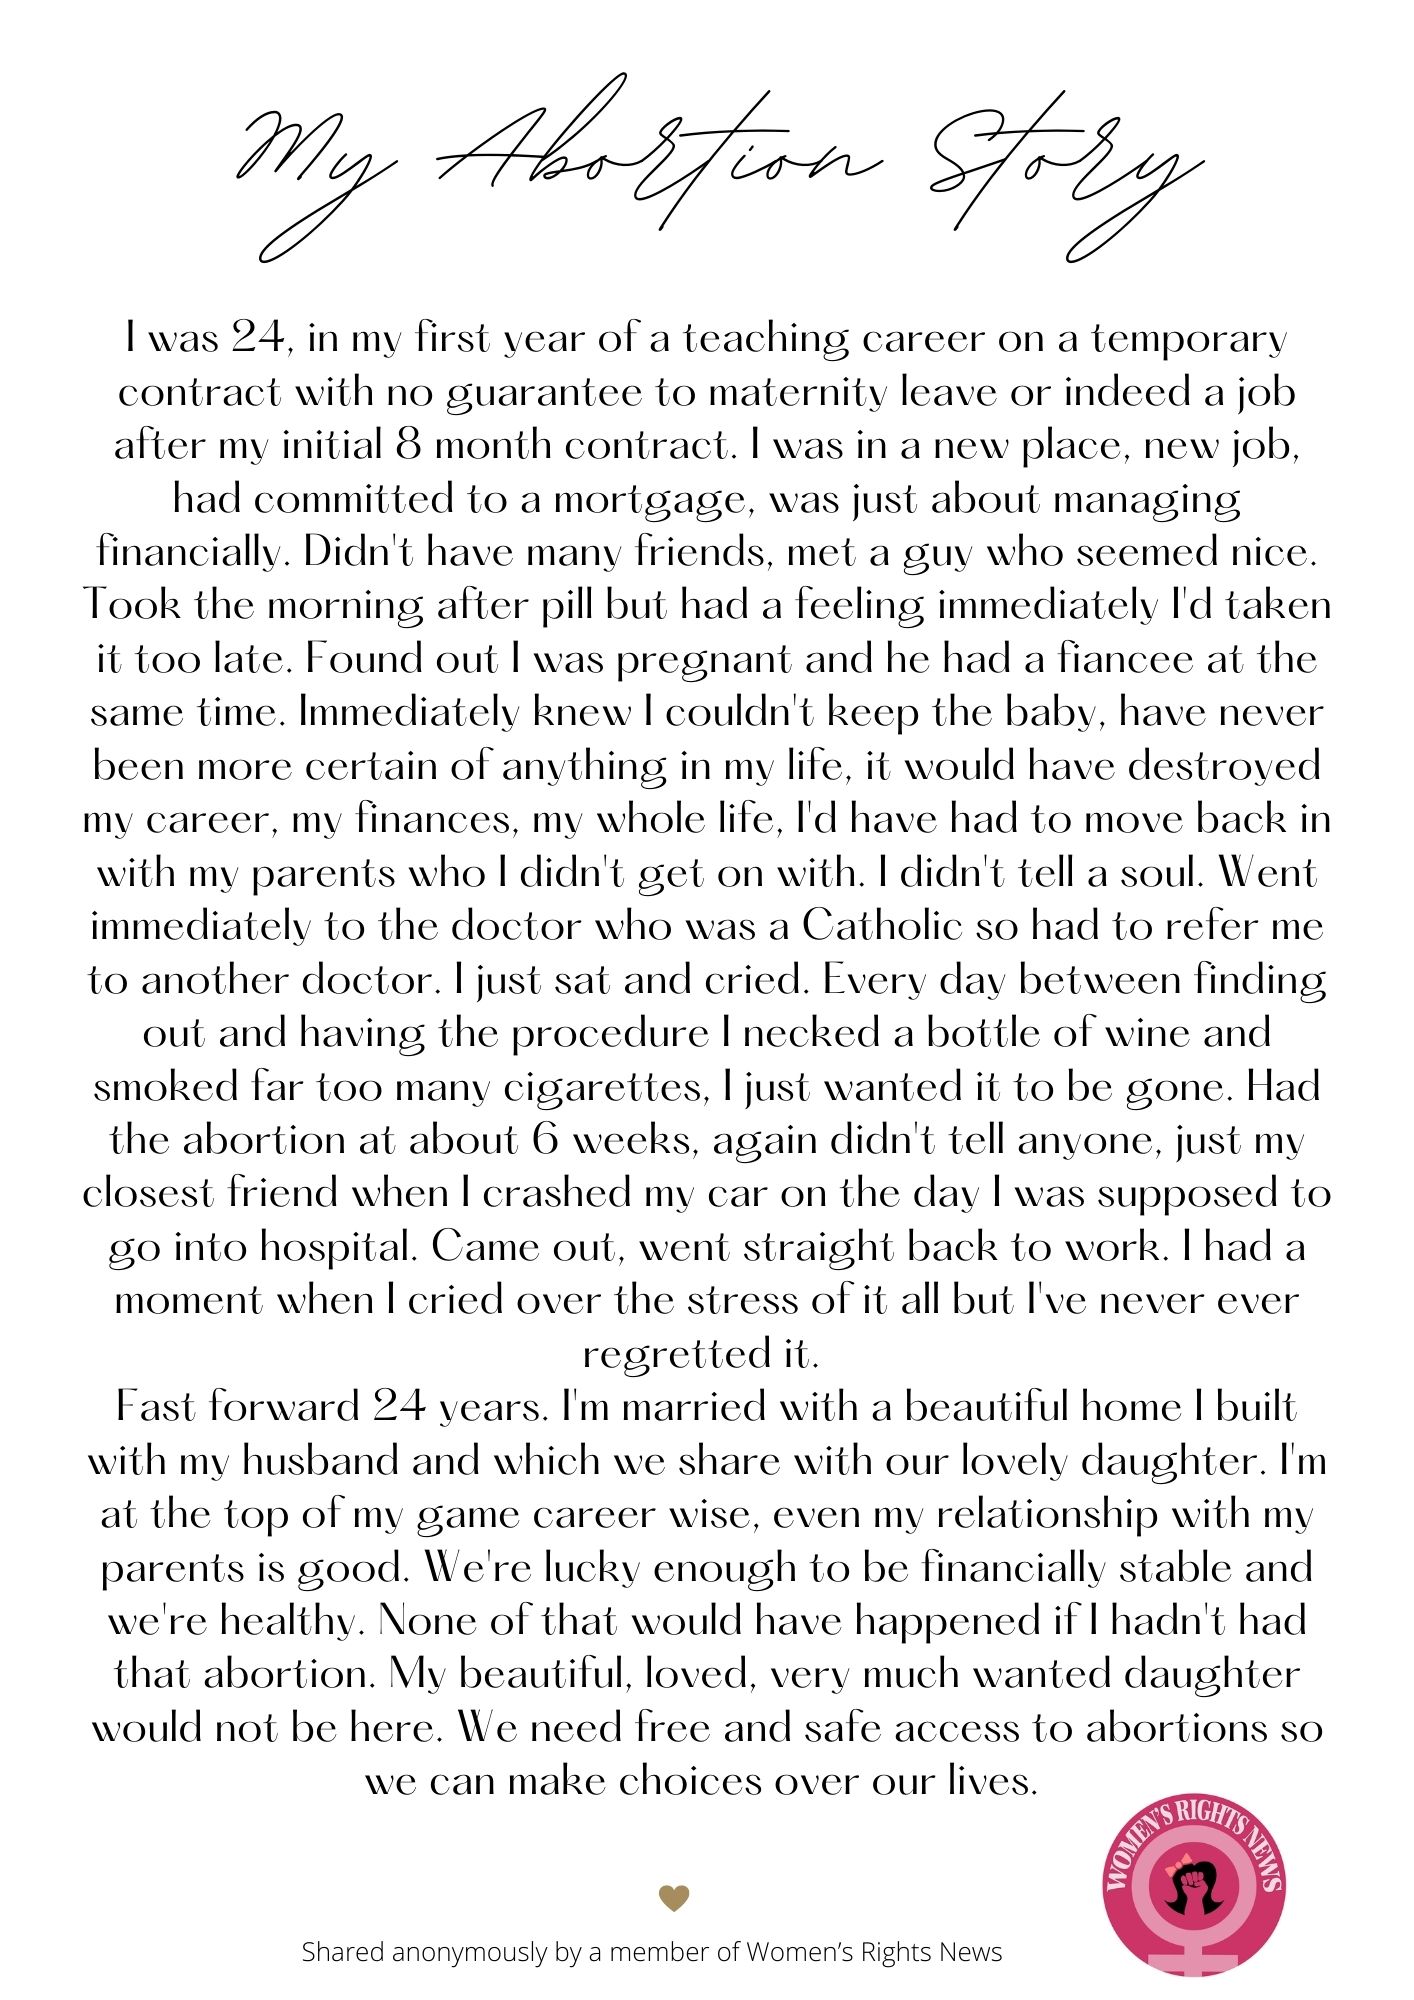 My Abortion Story
I was 24, in my first year of a teaching career on a temporary
contract with no guarantee to maternity leave or indeed a job
after my initial 8 month contract. I was in a new place, new job,
had committed to a mortgage, was just about managing
financially. Didn't have many friends, met a guy who seemed nice.
Took the morning after pill but had a feeling immediately I'd taken
it too late. Found out I was pregnant and he had a fiancee at the
same time. Immediately knew I couldn't keep the baby, have never
been more certain of anything in my life, it would have destroyed
my career, my finances, my whole life, I'd have had to move back in
with my parents who I didn't get on with. I didn't tell a soul. Went
immediately to the doctor who was a Catholic so had to refer me
to another doctor. I just sat and cried. Every day between finding
out and having the procedure I necked a bottle of wine and
smoked far too many cigarettes, I just wanted it to be gone. Had
the abortion at about 6 weeks, again didn't tell anyone, just my
closest friend when I crashed my car on the day I was supposed to
go into hospital. Came out, went straight back to work. I had a
moment when I cried over the stress of it all but I've never ever
regretted it.
Fast forward 24 years. I'm married with a beautiful home I built
with my husband and which we share with our lovely daughter. I'm
at the top of my game career wise, even my relationship with my
parents is good. We're lucky enough to be financially stable and
we're healthy. None of that would have happened if I hadn't had
that abortion. My beautiful, loved, very much wanted daughter
would not be here. We need free and safe access to abortions so
we can make choices over our lives.
WOMEN'S RIGHTS NEWS
Shared anonymously by a member of Women’s Rights News